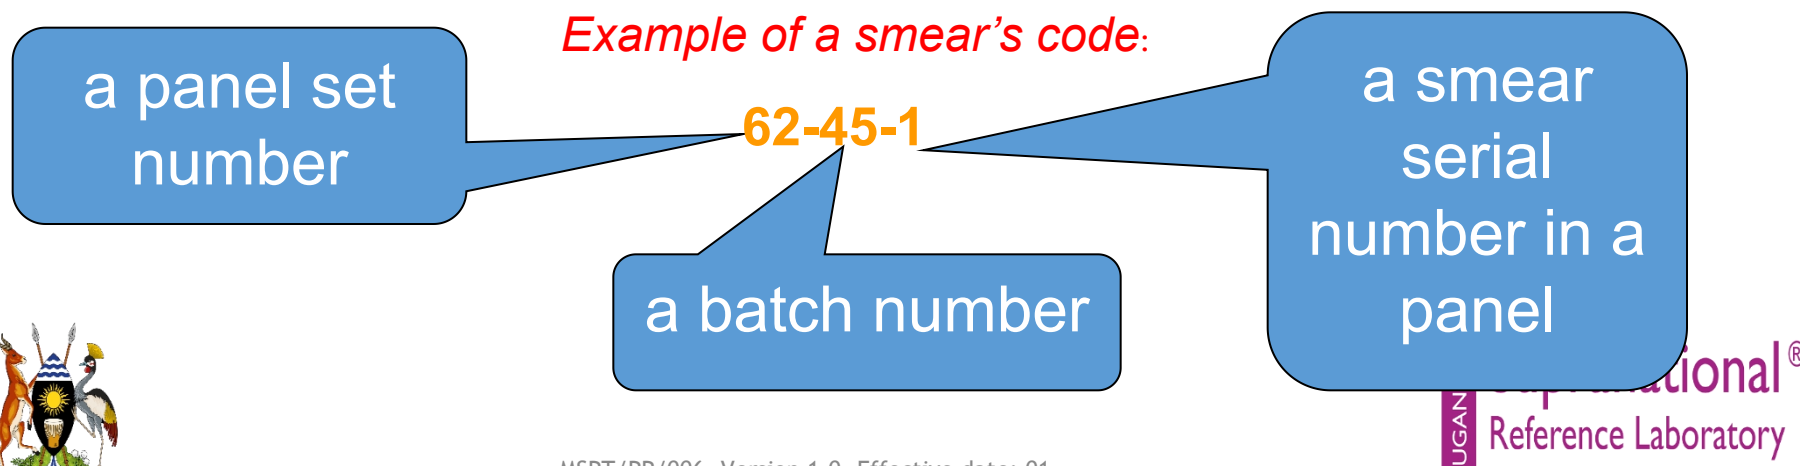 Example of a smear’s code:
a panel set
number
62-45-1
a smear
serial
number in a
panel
a batch number
Reference Laboratory